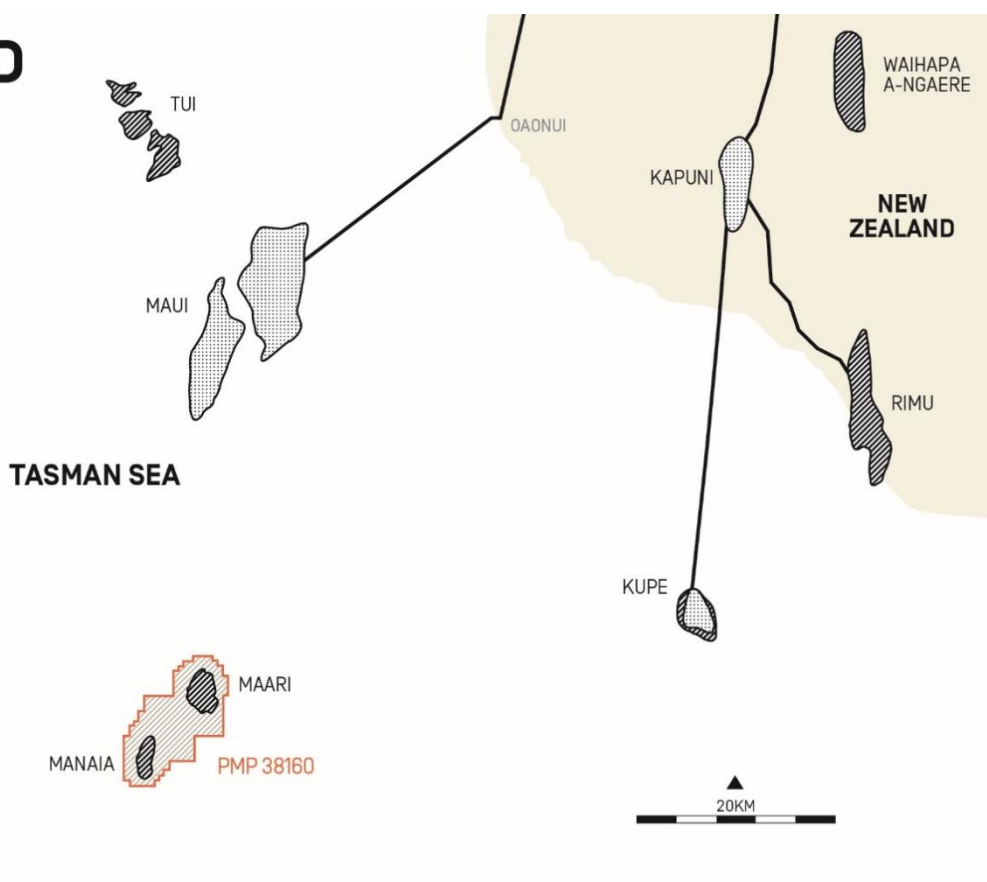 TUI
WAIHAPA
A-NGAERE
OAONUI
KAPUNI
NEW
ZEALAND
MAUI
RIMU
TASMAN SEA
KUPE
MAARI
MANAIA
PMP 38160
20KM